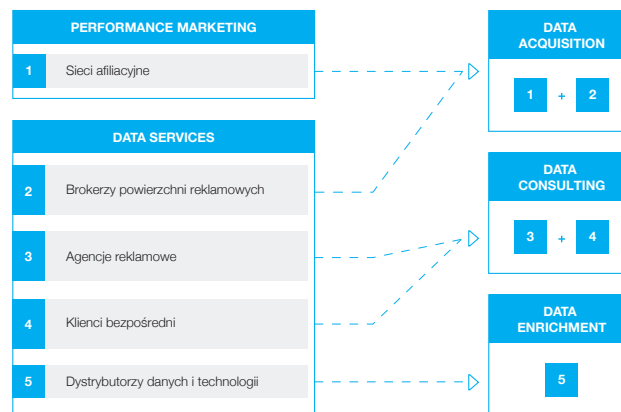 PERFORMANCE MARKETING
1 Sieci afiliacyjne
DATA SERVICES
2 Brokerzy powierzchni reklamowych
3 Agencje reklamowe
4 Klienci bezpośredni
5 Dystrybutorzy danych i technologii
DATA
ACQUISITION
1 + 2
DATA
CONSULTING
3 + 4
DATA
ENRICHMENT
5